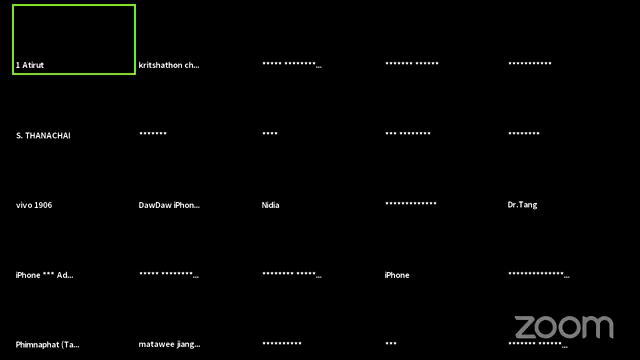 1 Atirut
kritshathon ch...
***** ********...
******* ******
***********
S. THANACHAI
*******
****
*** ********
********
vivo 1906
DawDaw iPhon...
Nidia
*************
Dr.Tang
iPhone *** Ad...
***** ********...
******** *****...
iPhone
**************...
Phimnaphat (Ta...
matawee jiang...
**********
***
******* ******...
zoom